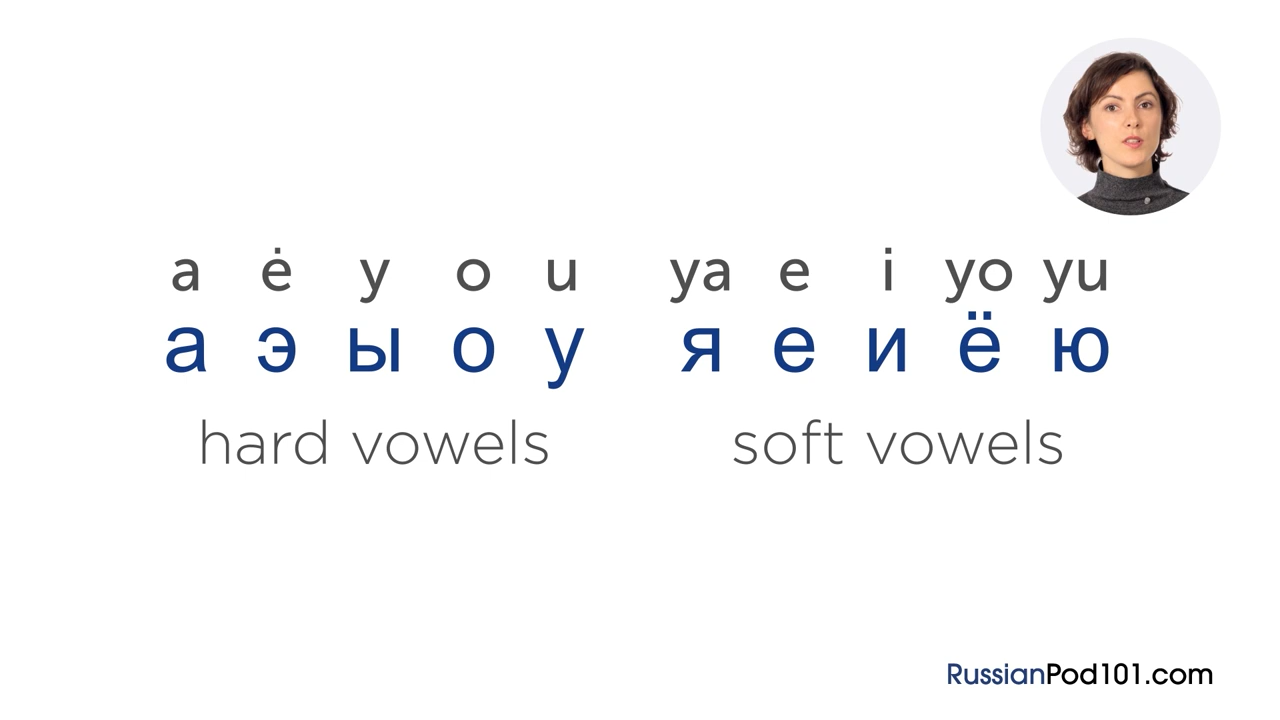 a ė y o u ya e i yo yu
а э ы о у я е и ё ю
hard vowels soft vowels
RussianPod101.com